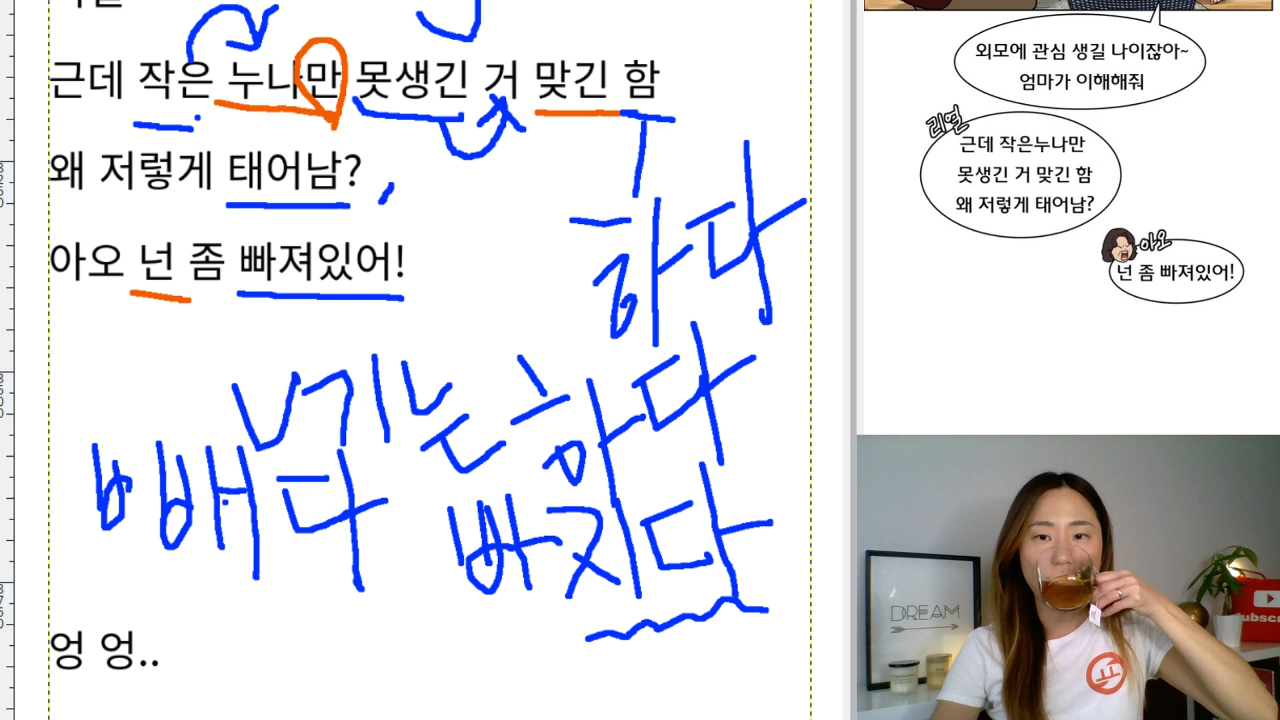 근데 작은 누나만 못생긴 거 맞긴 함
왜 저렇게 태어남?
아오 넌 좀 빠져있어!
하다
기는 하다
빼다
빠지다
엉 엉..
외모에 관심 생길 나이잖아~
엄마가 이해해줘
리얼
근데 작은누나만
못생긴 거 맞긴 함
왜 저렇게 태어남?
아오
넌 좀 빠져있어!
DREAM